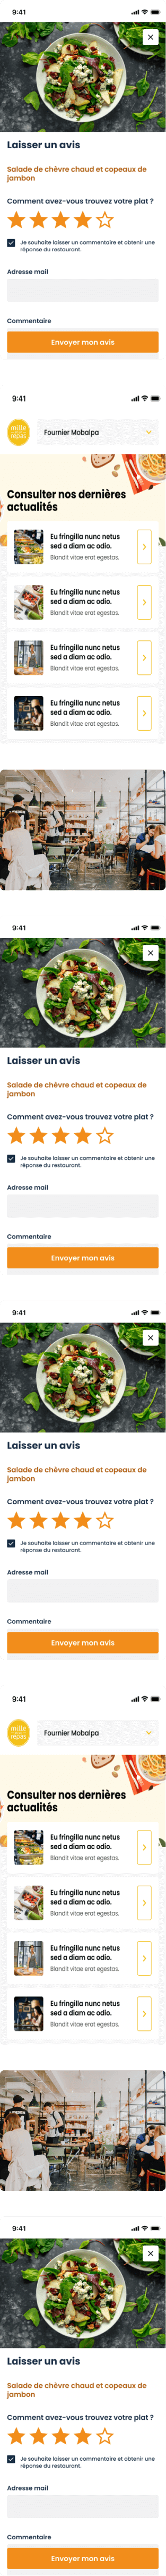 9:41
Laisser un avis
Salade de chèvre chaud et copeaux de
jambon
Comment avez-vous trouvez votre plat ?
Je souhaite laisser un commentaire et obtenir une
réponse du restaurant.
Adresse mail
Commentaire
Envoyer mon avis
9:41
mille
repas
Fournier Mobalpa
Consulter nos dernières
actualités
Eu fringilla nunc netus
sed a diam ac odio.
Blandit vitae erat egestas.
Eu fringilla nunc netus
sed a diam ac odio.
Blandit vitae erat egestas.
Eu fringilla nunc netus
sed a diam ac odio.
Blandit vitae erat egestas.
Eu fringilla nunc netus
sed a diam ac odio.
Blandit vitae erat egestas.
9:41
Laisser un avis
Salade de chèvre chaud et copeaux de
jambon
Comment avez-vous trouvez votre plat ?
Je souhaite laisser un commentaire et obtenir une
réponse du restaurant.
Adresse mail
Commentaire
Envoyer mon avis
9:41
Laisser un avis
Salade de chèvre chaud et copeaux de
jambon
Comment avez-vous trouvez votre plat ?
Je souhaite laisser un commentaire et obtenir une
réponse du restaurant.
Adresse mail
Commentaire
Envoyer mon avis
9:41
mille
repas
Fournier Mobalpa
Consulter nos dernières
actualités
Eu fringilla nunc netus
sed a diam ac odio.
Blandit vitae erat egestas.
Eu fringilla nunc netus
sed a diam ac odio.
Blandit vitae erat egestas.
Eu fringilla nunc netus
sed a diam ac odio.
Blandit vitae erat egestas.
Eu fringilla nunc netus
sed a diam ac odio.
Blandit vitae erat egestas.
9:41
Laisser un avis
Salade de chèvre chaud et copeaux de
jambon
Comment avez-vous trouvez votre plat ?
Je souhaite laisser un commentaire et obtenir une
réponse du restaurant.
Adresse mail
Commentaire
Envoyer mon avis